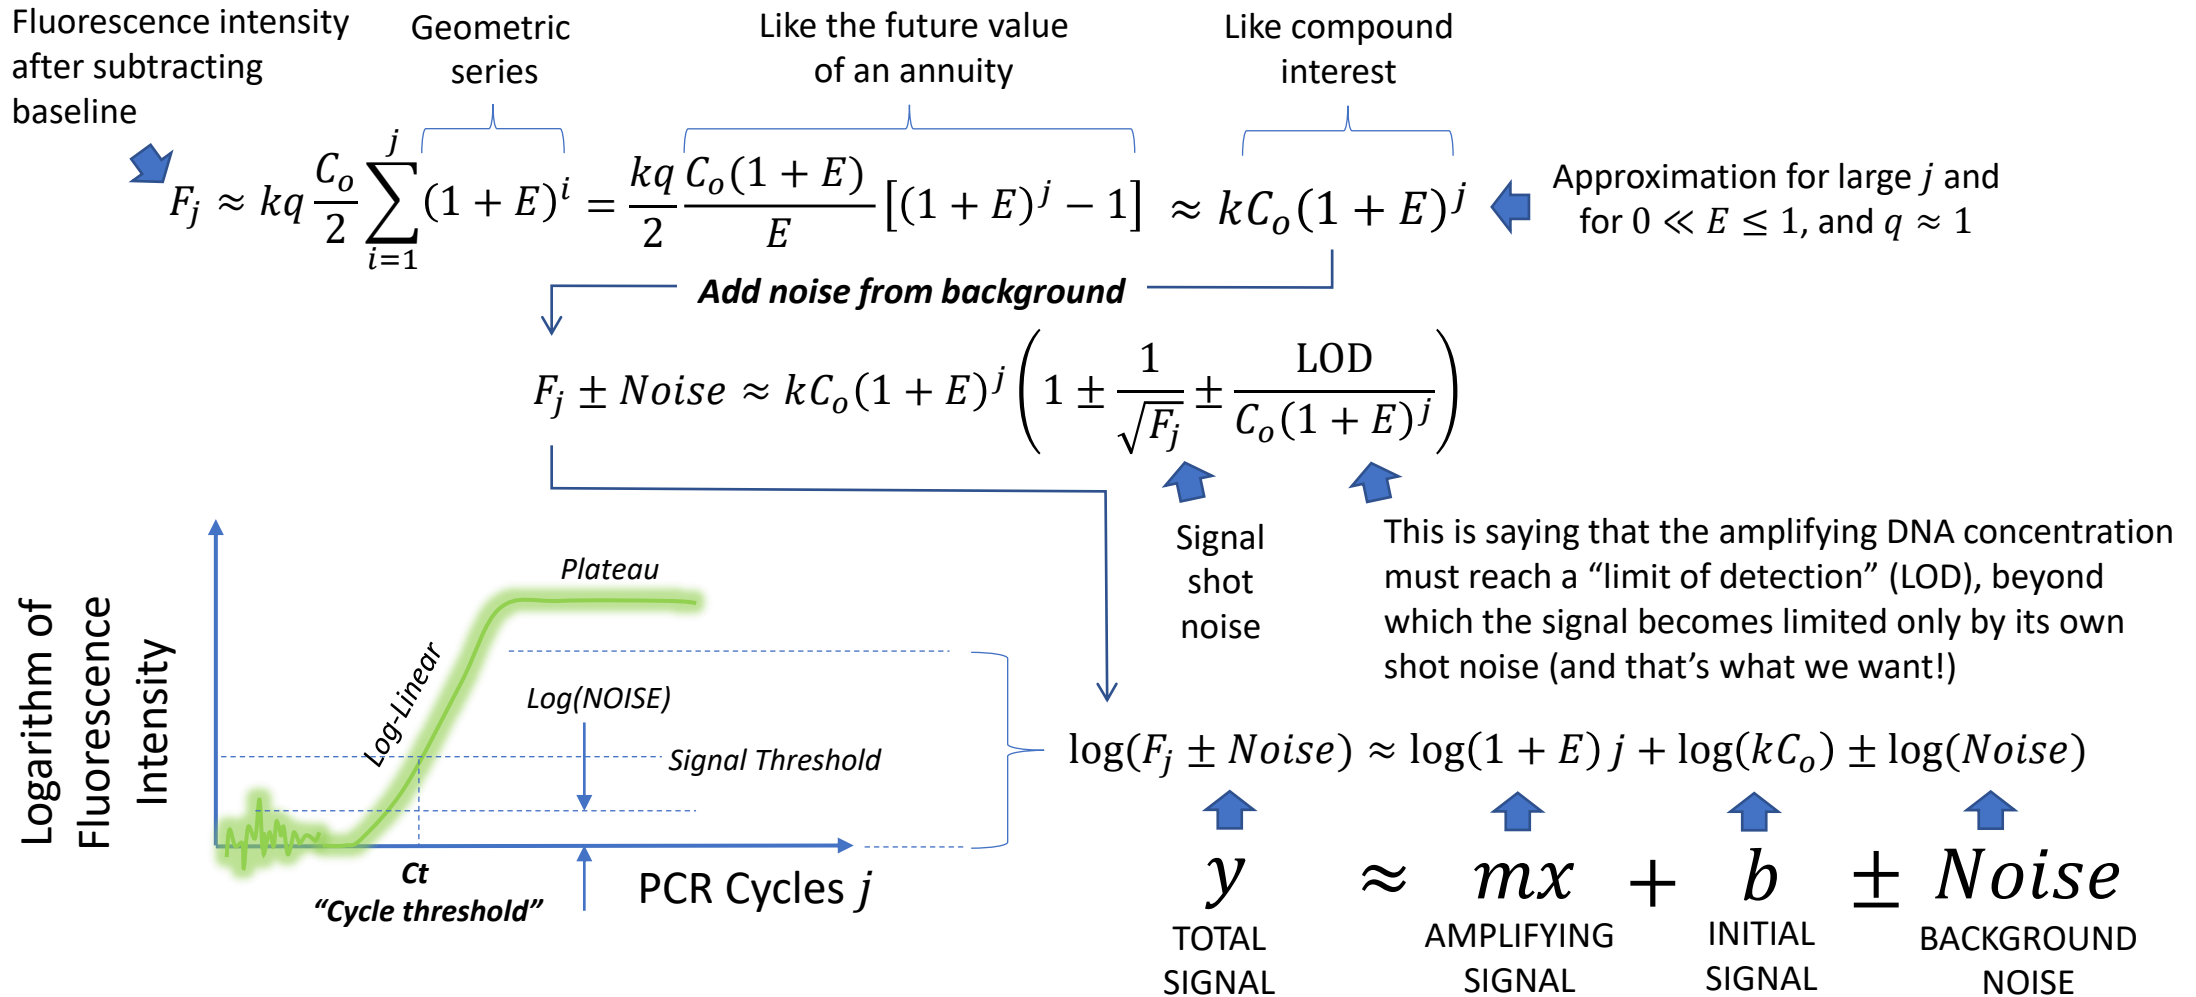 Fluorescence intensity
after subtracting
baseline
Geometric
series
Like the future value
of an annuity
Like compound
interest
F_j ≈ kq C_o/2 ∑_{i=1}^{j} (1 + E)^i = kq/2 C_o(1 + E)/E [(1 + E)^j − 1] ≈ kC_o(1 + E)^j
Approximation for large j and
for 0 ≪ E ≤ 1, and q ≈ 1
Add noise from background
F_j ± Noise ≈ kC_o(1 + E)^j (1 ± 1/√F_j ± LOD/C_o(1 + E)^j)
Signal
shot
noise
This is saying that the amplifying DNA concentration
must reach a “limit of detection” (LOD), beyond
which the signal becomes limited only by its own
shot noise (and that’s what we want!)
Logarithm of
Fluorescence
Intensity
Plateau
Log-Linear
Log(NOISE)
Signal Threshold
Ct
“Cycle threshold”
PCR Cycles j
log(F_j ± Noise) ≈ log(1 + E) j + log(kC_o) ± log(Noise)
y ≈ mx + b ± Noise
TOTAL
SIGNAL
AMPLIFYING
SIGNAL
INITIAL
SIGNAL
BACKGROUND
NOISE